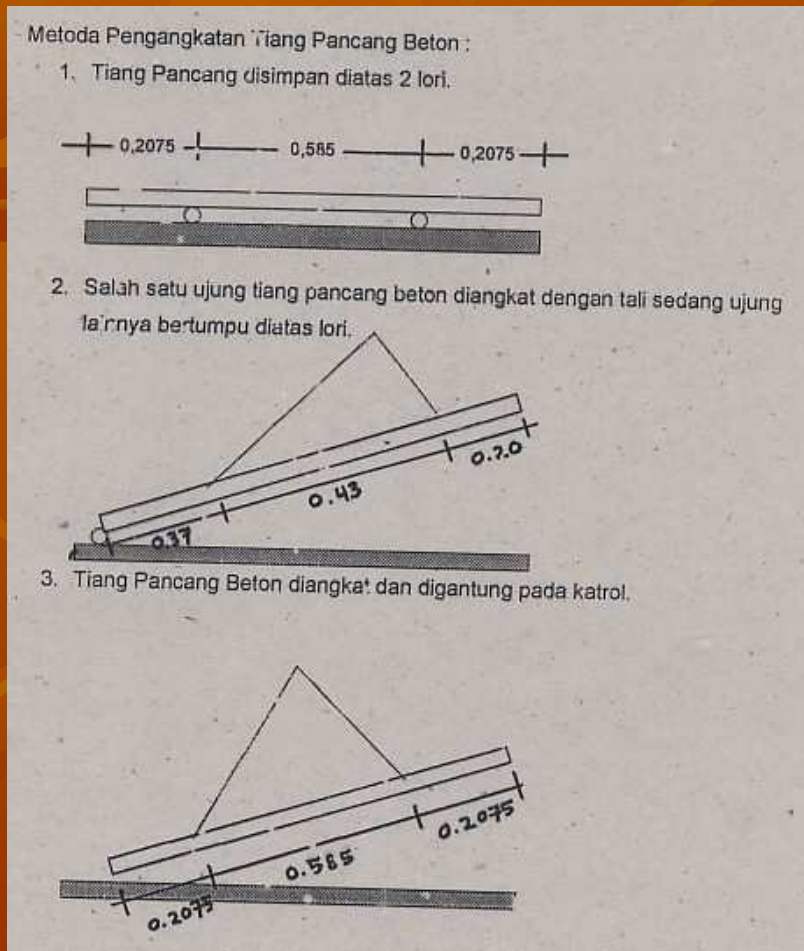 Metoda Pengangkatan Tiang Pancang Beton :
1. Tiang Pancang disimpan diatas 2 lori.
0,2075 0,585 0,2075
2. Salah satu ujung tiang pancang beton diangkat dengan tali sedang ujung
bertumpu diatas lori.
0.37 0.43 0.20
3. Tiang Pancang Beton diangkat dan digantung pada katrol.
0.2075 0.585 0.2075